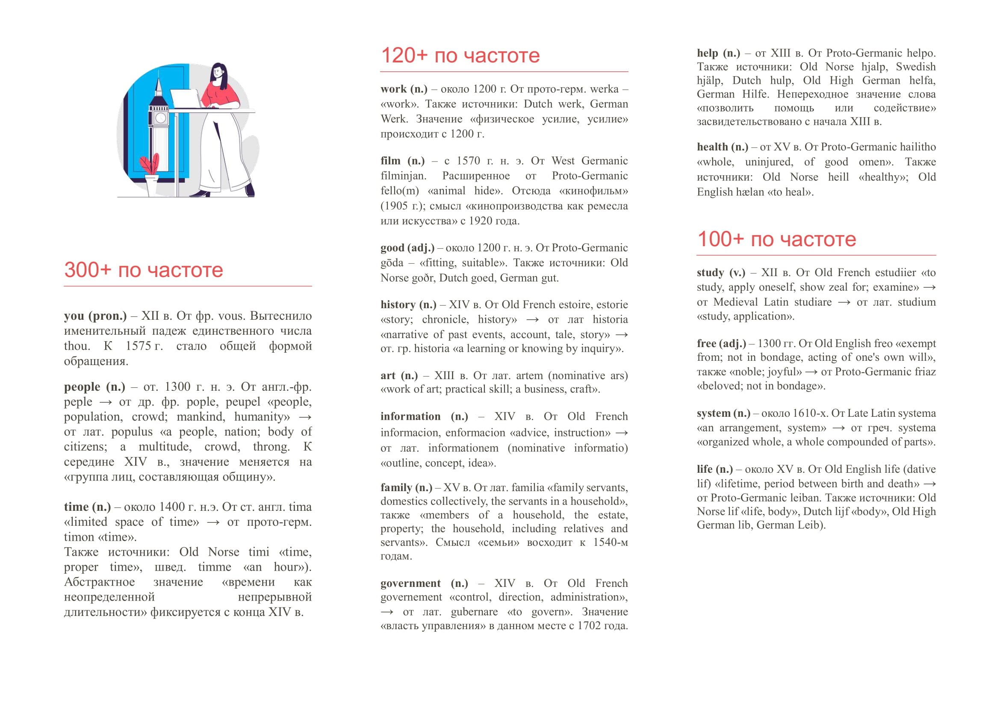 300+ по частоте
you (pron.) – XII в. От фр. vous. Вытеснило
именительный падеж единственного числа
thou. К 1575 г. стало общей формой
обращения.
people (n.) – от. 1300 г. н. э. От англ.-фр.
peple → от др. фр. pople, peupel «people,
population, crowd; mankind, humanity» →
от лат. populus «a people, nation; body of
citizens; a multitude, crowd, throng. К
середине XIV в., значение меняется на
«группа лиц, составляющая общину».
time (n.) – около 1400 г. н.э. От ст. англ. tima
«limited space of time» → от прото-герм.
timon «time».
Также источники: Old Norse timi «time,
proper time», швед. timme «an hour»).
Абстрактное значение «времени как
неопределенной непрерывной
длительности» фиксируется с конца XIV в.
120+ по частоте
work (n.) – около 1200 г. От прото-герм. werka –
«work». Также источники: Dutch werk, German
Werk. Значение «физическое усилие, усилие»
происходит с 1200 г.
film (n.) – с 1570 г. н. э. От West Germanic
filminjan. Расширенное от Proto-Germanic
fello(m) «animal hide». Отсюда «кинофильм»
(1905 г.); смысл «кинопроизводства как ремесла
или искусства» с 1920 года.
good (adj.) – около 1200 г. н. э. От Proto-Germanic
gōda – «fitting, suitable». Также источники: Old
Norse goðr, Dutch goed, German gut.
history (n.) – XIV в. От Old French estoire, estorie
«story; chronicle, history» → от лат historia
«narrative of past events, account, tale, story» →
от. гр. historia «a learning or knowing by inquiry».
art (n.) – XIII в. От лат. artem (nominative ars)
«work of art; practical skill; a business, craft».
information (n.) – XIV в. От Old French
informacion, enformacion «advice, instruction» →
от лат. informationem (nominative informatio)
«outline, concept, idea».
family (n.) – XV в. От лат. familia «family servants,
domestics collectively, the servants in a household»,
также «members of a household, the estate,
property; the household, including relatives and
servants». Смысл «семьи» восходит к 1540-м
годам.
government (n.) – XIV в. От Old French
governement «control, direction, administration»,
→ от лат. gubernare «to govern». Значение
«власть управления» в данном месте с 1702 года.
help (n.) – от XIII в. От Proto-Germanic helpo.
Также источники: Old Norse hjalp, Swedish
hjälp, Dutch hulp, Old High German helfa,
German Hilfe. Непереходное значение слова
«позволить помощь или содействие»
засвидетельствовано с начала XIII в.
health (n.) – от XV в. От Proto-Germanic hailitho
«whole, uninjured, of good omen». Также
источники: Old Norse heill «healthy»; Old
English hælan «to heal».
100+ по частоте
study (v.) – XII в. От Old French estudiier «to
study, apply oneself, show zeal for; examine» →
от Medieval Latin studiare → от лат. studium
«study, application».
free (adj.) – 1300 гг. От Old English freo «exempt
from; not in bondage, acting of one's own will»,
также «noble; joyful» → от Proto-Germanic friaz
«beloved; not in bondage».
system (n.) – около 1610-х. От Late Latin systema
«an arrangement, system» → от греч. systema
«organized whole, a whole compounded of parts».
life (n.) – около XV в. От Old English life (dative
lif) «lifetime, period between birth and death» →
от Proto-Germanic leiban. Также источники: Old
Norse lif «life, body», Dutch lijf «body», Old High
German lib, German Leib).